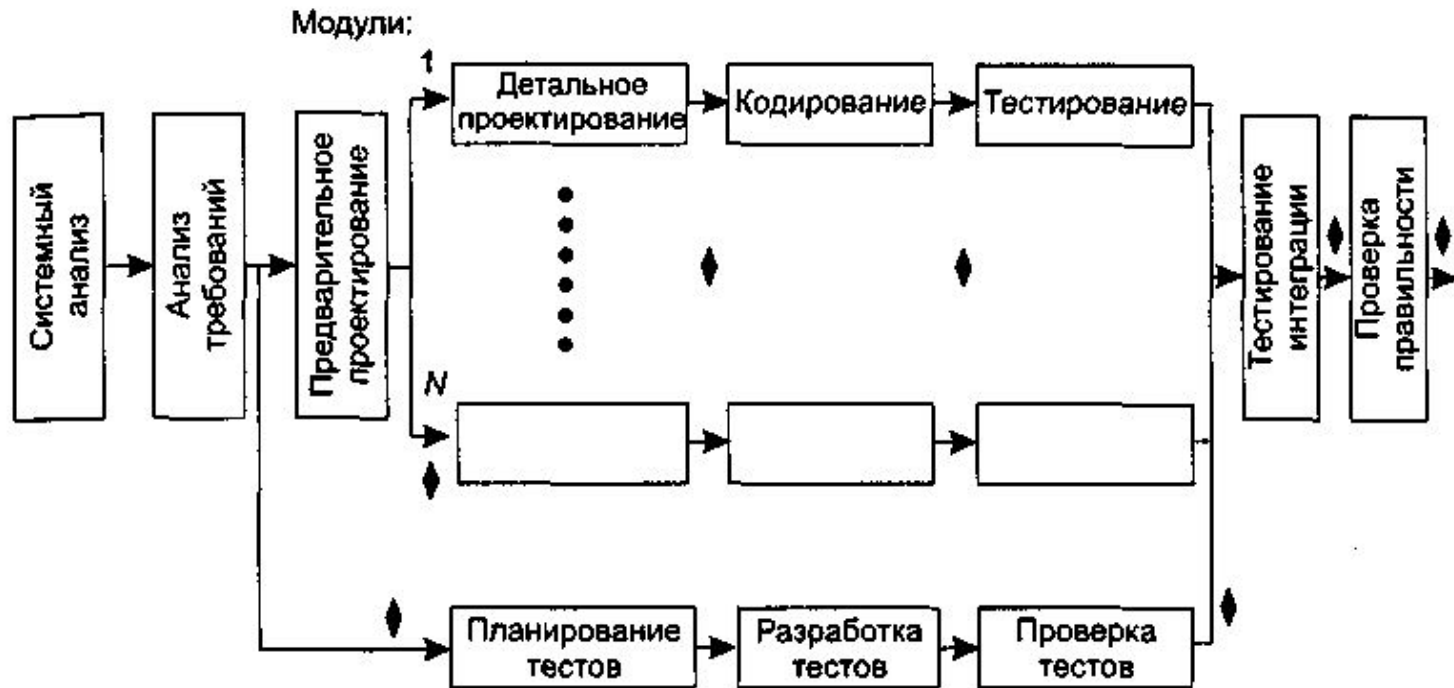 Модули:
1
Детальное
проектирование
Кодирование
Тестирование
Системный
анализ
Анализ
требований
Предварительное
проектирование
Тестирование
интеграции
Проверка
правильности
N
Планирование
тестов
Разработка
тестов
Проверка
тестов